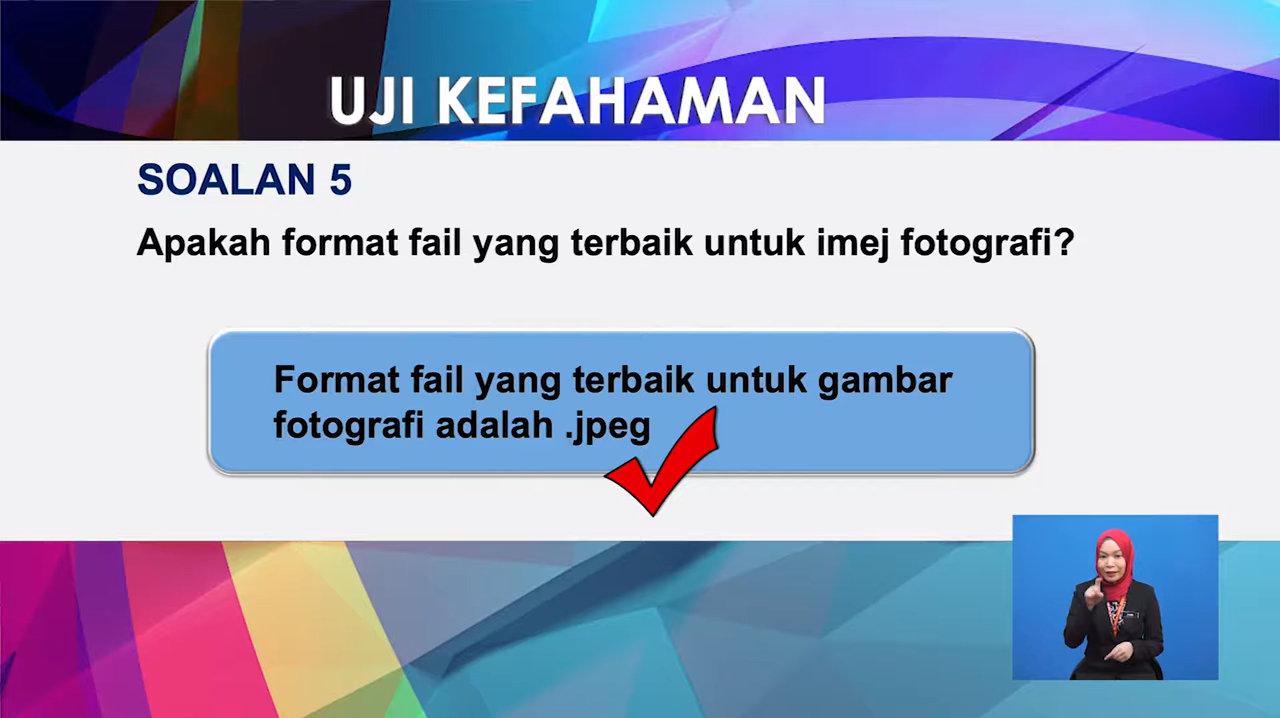 UJI KEFAHAMAN
SOALAN 5
Apakah format fail yang terbaik untuk imej fotografi?
Format fail yang terbaik untuk gambar
fotografi adalah .jpeg